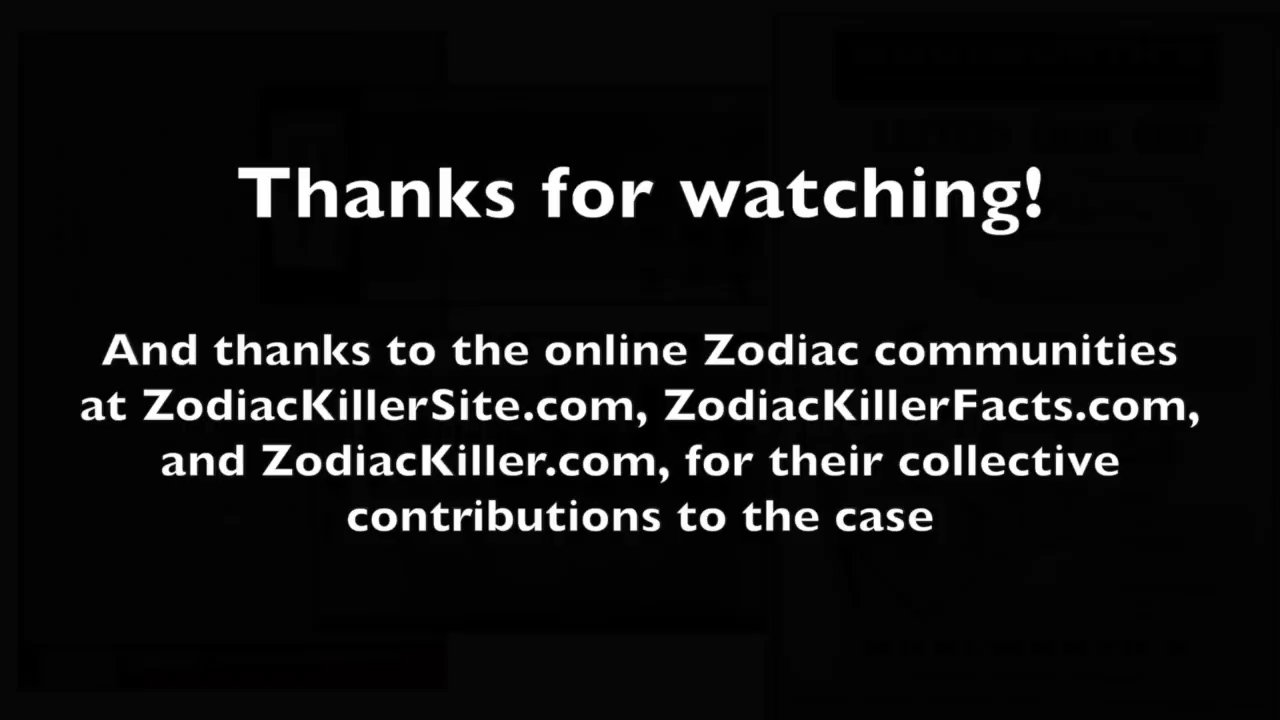 Thanks for watching!
And thanks to the online Zodiac communities
at ZodiacKillerSite.com, ZodiacKillerFacts.com,
and ZodiacKiller.com, for their collective
contributions to the case